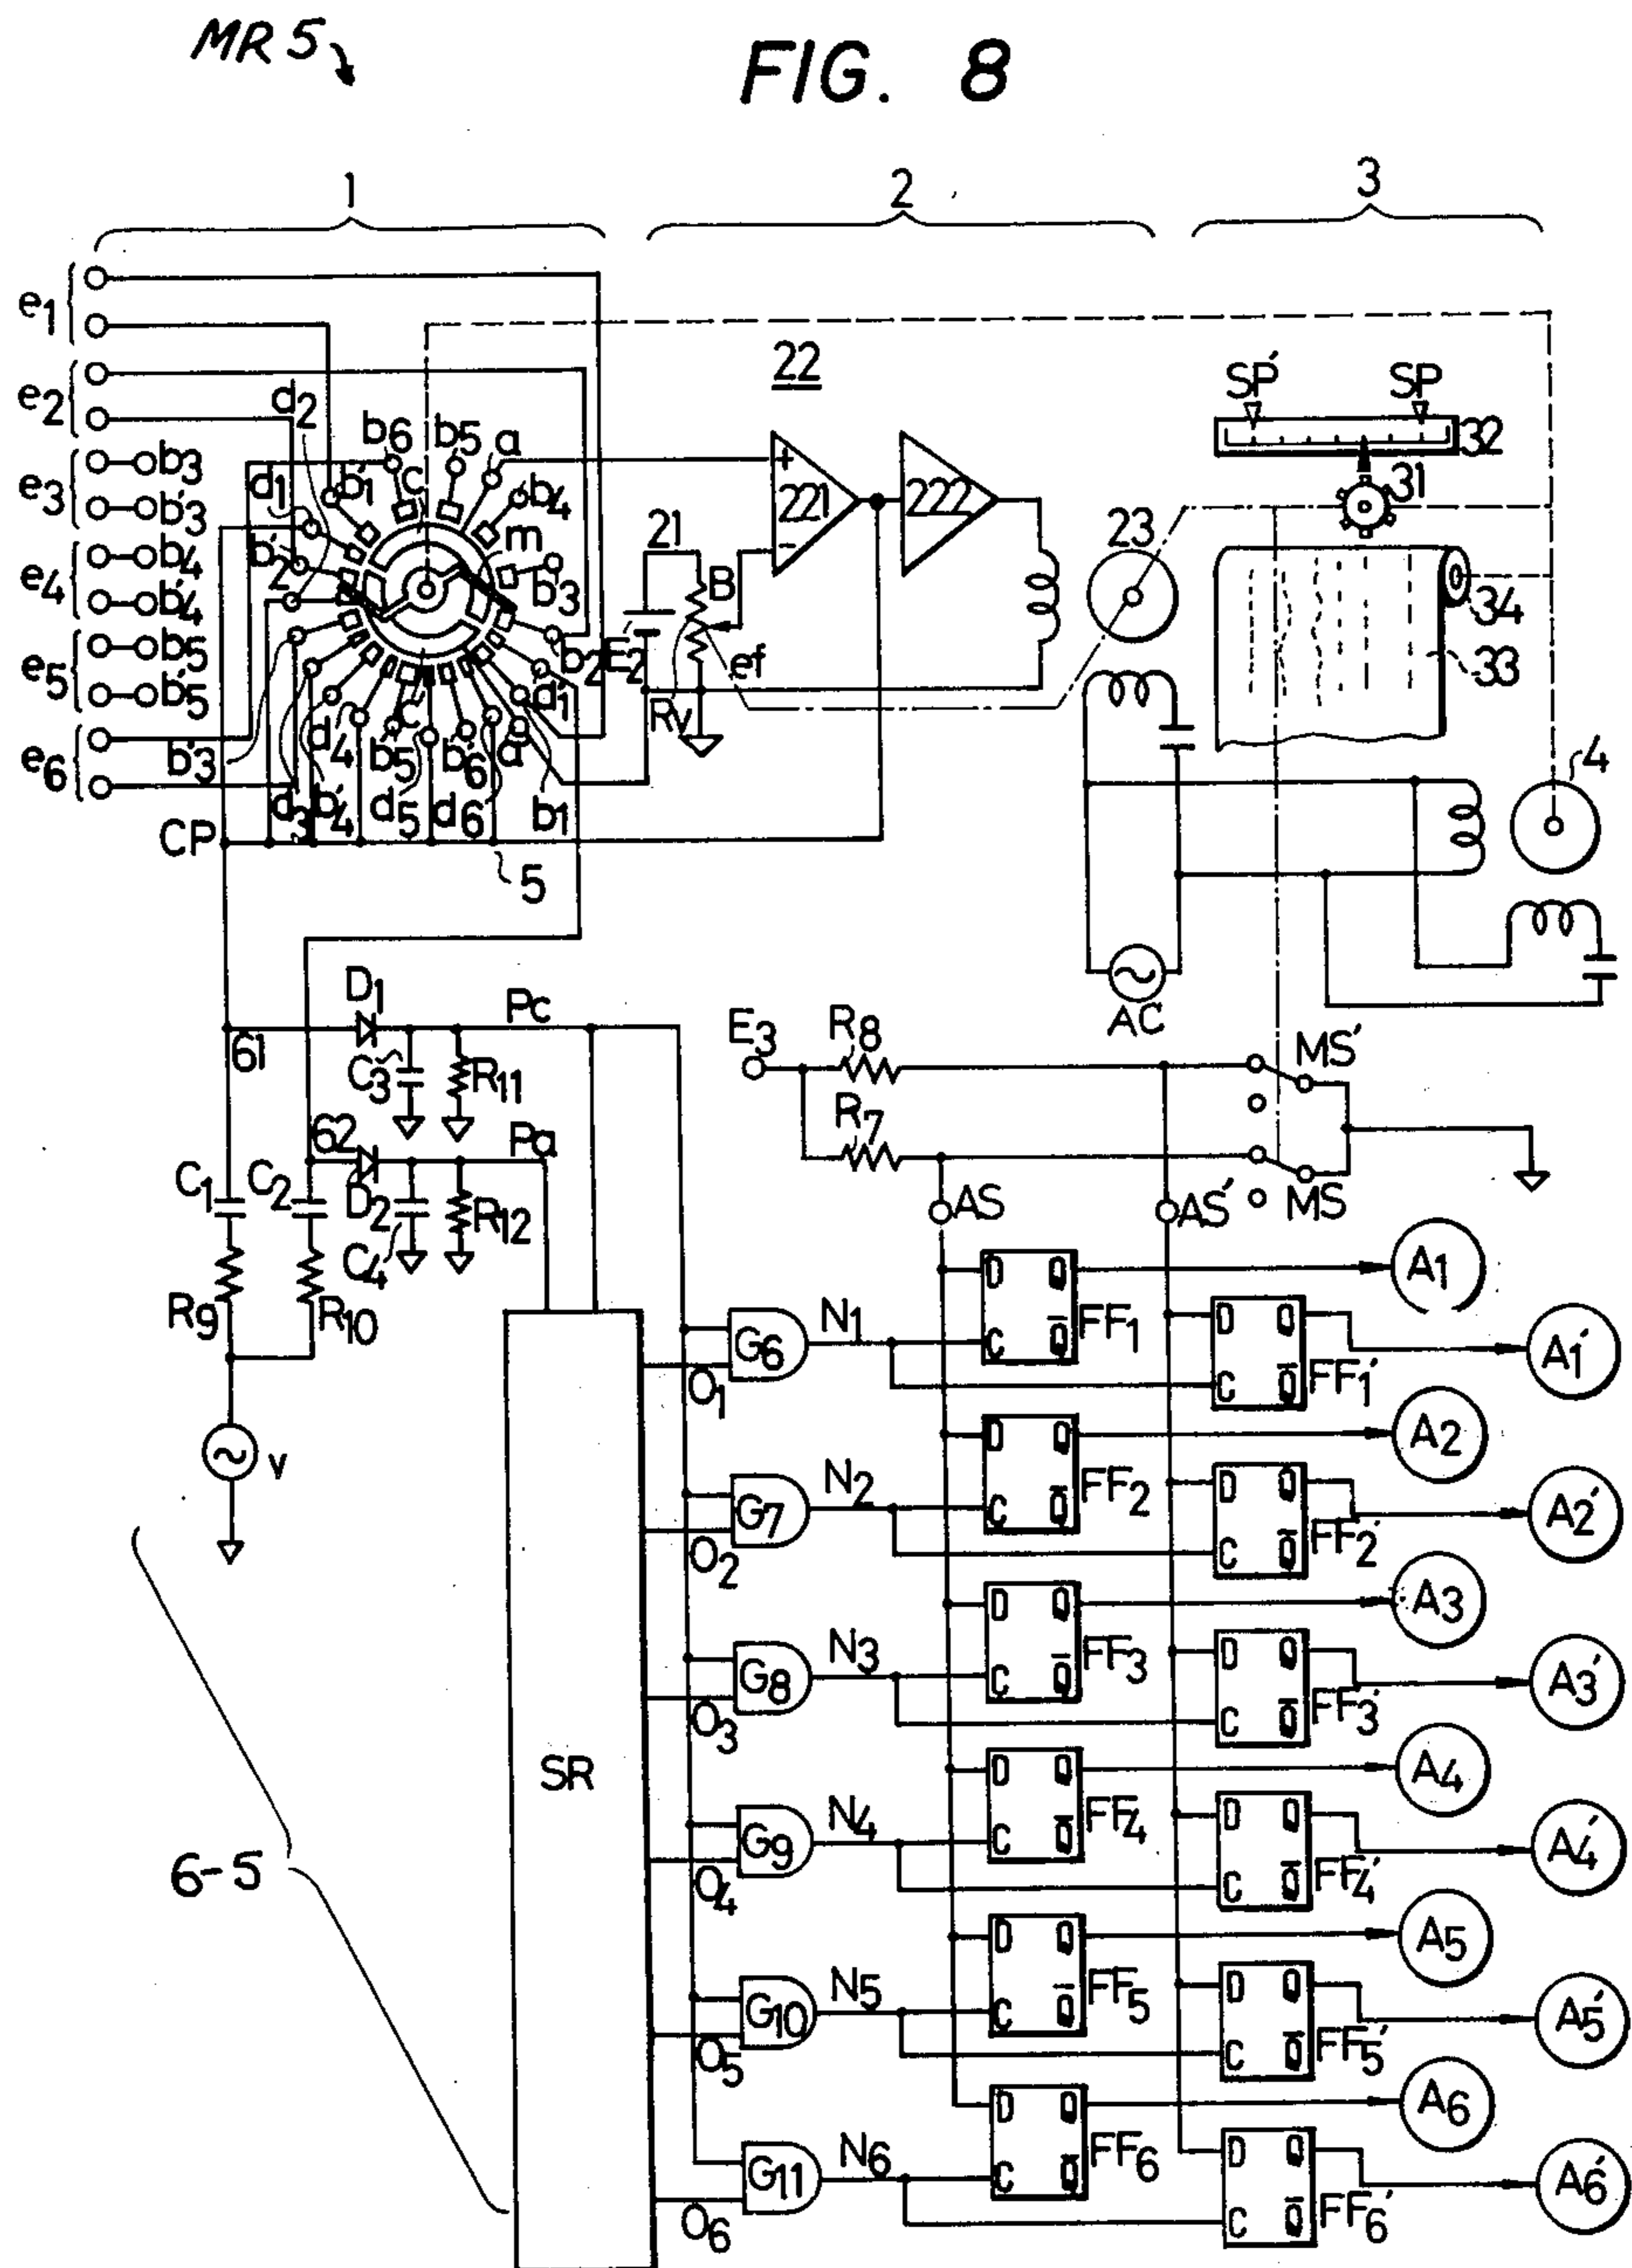 MR5
FIG. 8
1
2
3
e1
e2
e3
e4
e5
e6
b3
b'3
b4
b'4
b5
b'5
d2
b6
b5
a
d1
b'1
c
b4
m
b'2
b'3
b3
b2
a'
d1
d3
b'4
d4
b'5
c
d5
b'6
d6
a'
b1
CP
5
22
221
222
+
-
21
B
E2
ef
RV
23
SP'
SP
32
31
34
33
4
AC
61
D1
Pc
C3
R11
62
Pa
D2
C4
R12
C1
C2
R9
R10
v
E3
R8
R7
MS'
MS
AS
AS'
6-5
SR
G6
N1
O1
D Q
C Q̅
FF1
A1
D Q
C Q̅
FF1'
A1'
G7
N2
O2
D Q
C Q̅
FF2
A2
D Q
C Q̅
FF2'
A2'
G8
N3
O3
D Q
C Q̅
FF3
A3
D Q
C Q̅
FF3'
A3'
G9
N4
O4
D Q
C Q̅
FF4
A4
D Q
C Q̅
FF4'
A4'
G10
N5
O5
D Q
C Q̅
FF5
A5
D Q
C Q̅
FF5'
A5'
G11
N6
O6
D Q
C Q̅
FF6
A6
D Q
C Q̅
FF6'
A6'